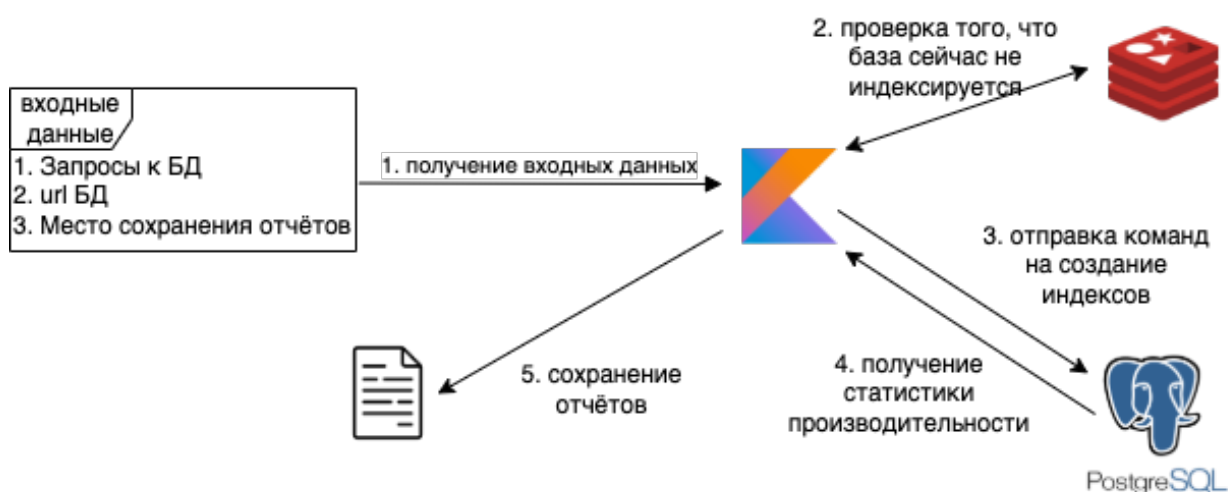 входные
данные
1. Запросы к БД
2. url БД
3. Место сохранения отчётов
1. получение входных данных
2. проверка того, что
база сейчас не
индексируется
3. отправка команд
на создание
индексов
4. получение
статистики
производительности
5. сохранение
отчётов
PostgreSQL